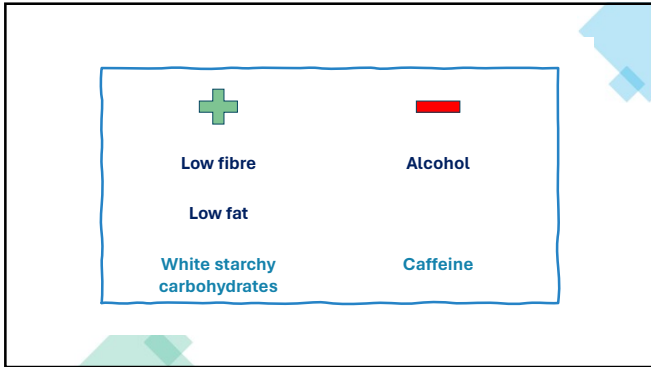 Low fibre
Alcohol
Low fat
White starchy
carbohydrates
Caffeine